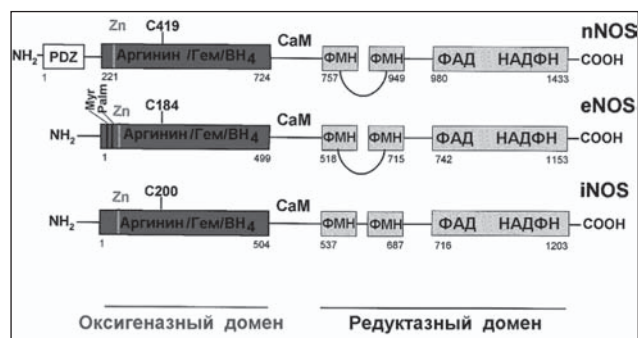 Zn C419 CaM nNOS
NH2 PDZ Аргинин /Гем/BH4 ФМН ФМН ФАД НАДФН COOH
1 221 724 757 949 980 1433
Myr Palm Zn C184 CaM eNOS
NH2 Аргинин/Гем/BH4 ФМН ФМН ФАД НАДФН COOH
1 499 518 715 742 1153
Zn C200 CaM iNOS
NH2 Аргинин/Гем/BH4 ФМН ФМН ФАД НАДФН COOH
1 504 537 687 716 1203
Оксигеназный домен Редуктазный домен